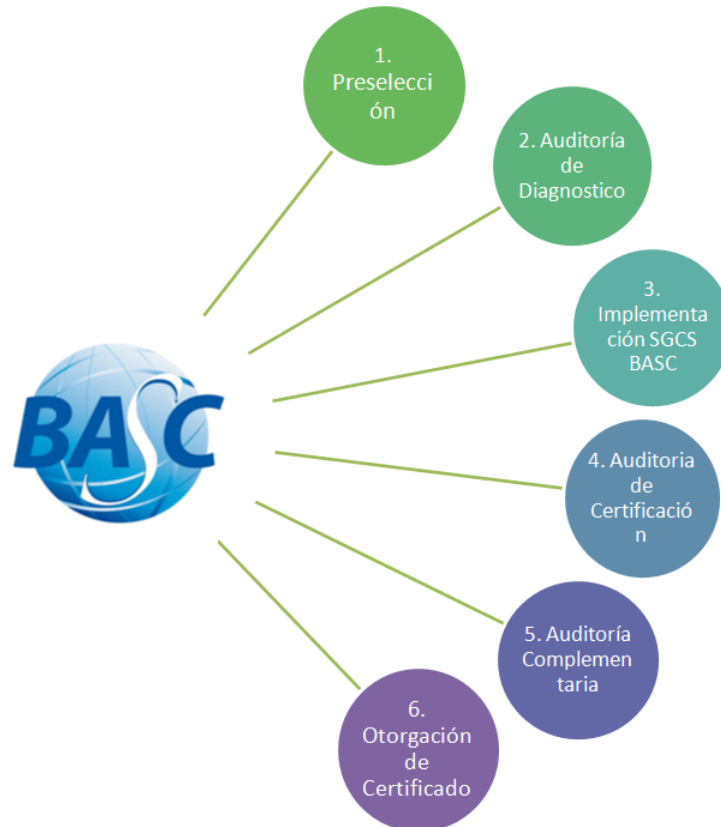 1.
Preselecci
ón
2. Auditoría
de
Diagnostico
3.
Implementa
ción SGCS
BASC
BASC
4. Auditoria
de
Certificació
n
5. Auditoría
Complemen
taria
6.
Otorgación
de
Certificado